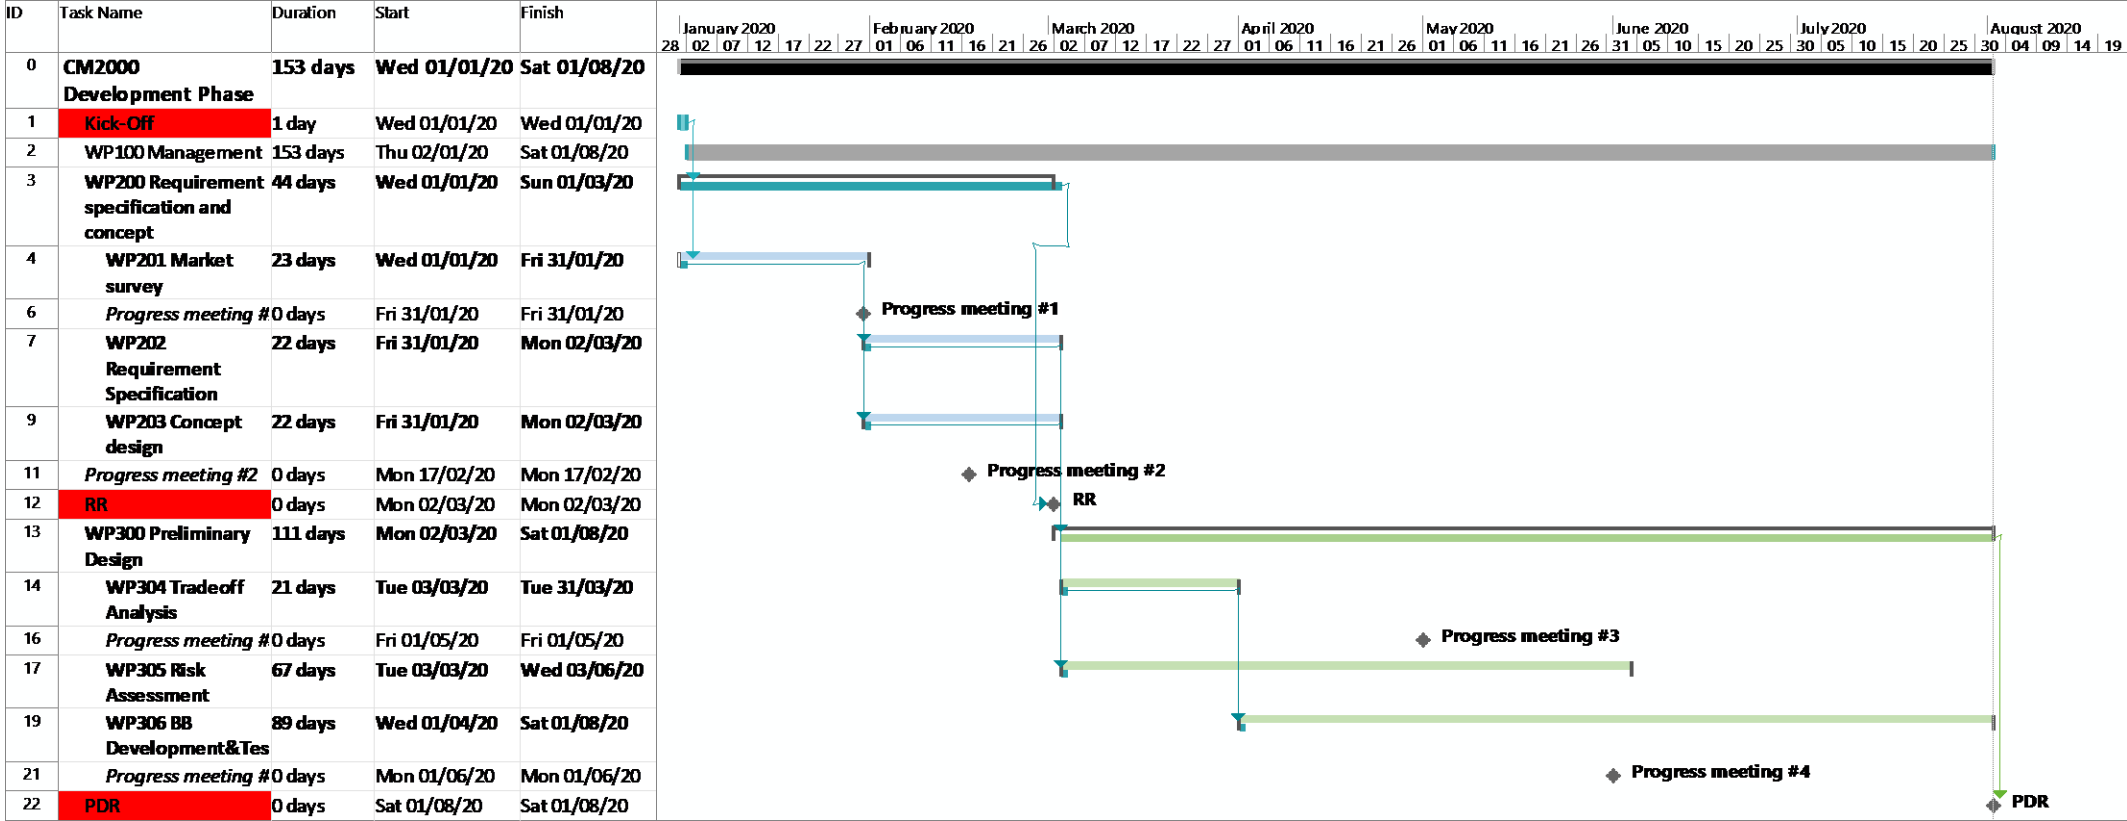 ID Task Name Duration Start Finish
January 2020 February 2020 March 2020 April 2020 May 2020 June 2020 July 2020 August 2020
28 02 07 12 17 22 27 01 06 11 16 21 26 02 07 12 17 22 27 01 06 11 16 21 26 01 06 11 16 21 26 31 05 10 15 20 25 30 05 10 15 20 25 30 04 09 14 19
0 CM2000 153 days Wed 01/01/20 Sat 01/08/20
Development Phase
1 Kick-Off 1 day Wed 01/01/20 Wed 01/01/20
2 WP100 Management 153 days Thu 02/01/20 Sat 01/08/20
3 WP200 Requirement 44 days Wed 01/01/20 Sun 01/03/20
specification and
concept
4 WP201 Market 23 days Wed 01/01/20 Fri 31/01/20
survey
6 Progress meeting # 0 days Fri 31/01/20 Fri 31/01/20 Progress meeting #1
7 WP202 22 days Fri 31/01/20 Mon 02/03/20
Requirement
Specification
9 WP203 Concept 22 days Fri 31/01/20 Mon 02/03/20
design
11 Progress meeting #2 0 days Mon 17/02/20 Mon 17/02/20 Progress meeting #2
12 RR 0 days Mon 02/03/20 Mon 02/03/20 RR
13 WP300 Preliminary 111 days Mon 02/03/20 Sat 01/08/20
Design
14 WP304 Tradeoff 21 days Tue 03/03/20 Tue 31/03/20
Analysis
16 Progress meeting # 0 days Fri 01/05/20 Fri 01/05/20 Progress meeting #3
17 WP305 Risk 67 days Tue 03/03/20 Wed 03/06/20
Assessment
19 WP306 BB 89 days Wed 01/04/20 Sat 01/08/20
Development&Tes
21 Progress meeting # 0 days Mon 01/06/20 Mon 01/06/20 Progress meeting #4
22 PDR 0 days Sat 01/08/20 Sat 01/08/20 PDR